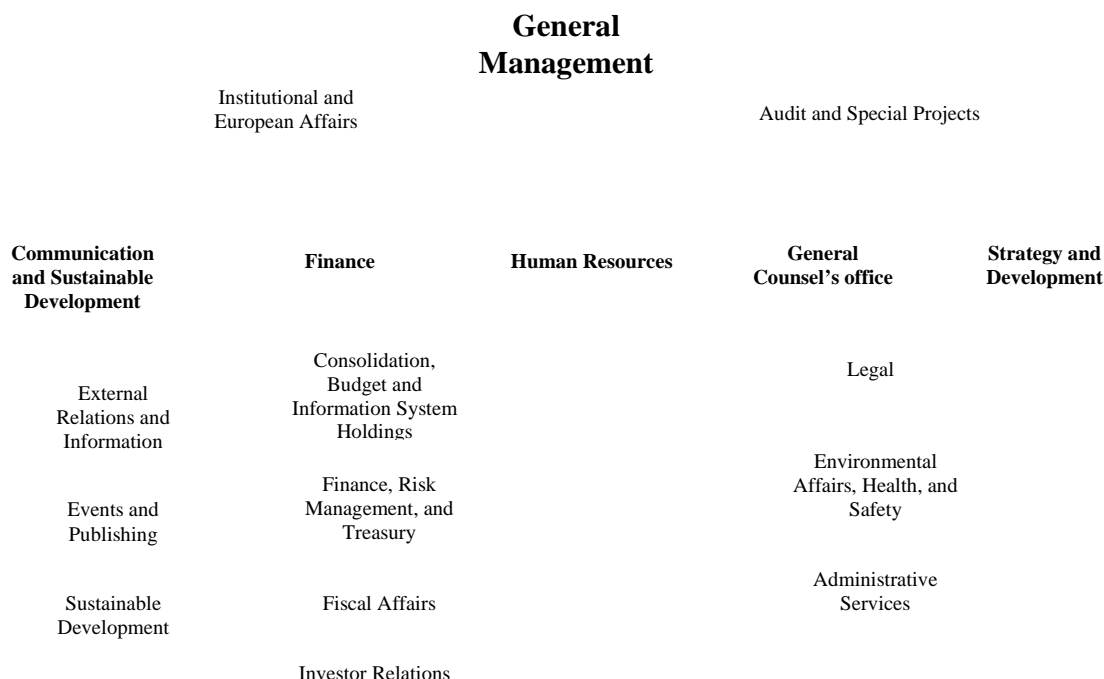 General
Management
Institutional and
European Affairs
Audit and Special Projects
Communication
and Sustainable
Development
Finance
Human Resources
General
Counsel’s office
Strategy and
Development
External
Relations and
Information
Events and
Publishing
Sustainable
Development
Consolidation,
Budget and
Information System
Holdings
Finance, Risk
Management, and
Treasury
Fiscal Affairs
Investor Relations
Legal
Environmental
Affairs, Health, and
Safety
Administrative
Services